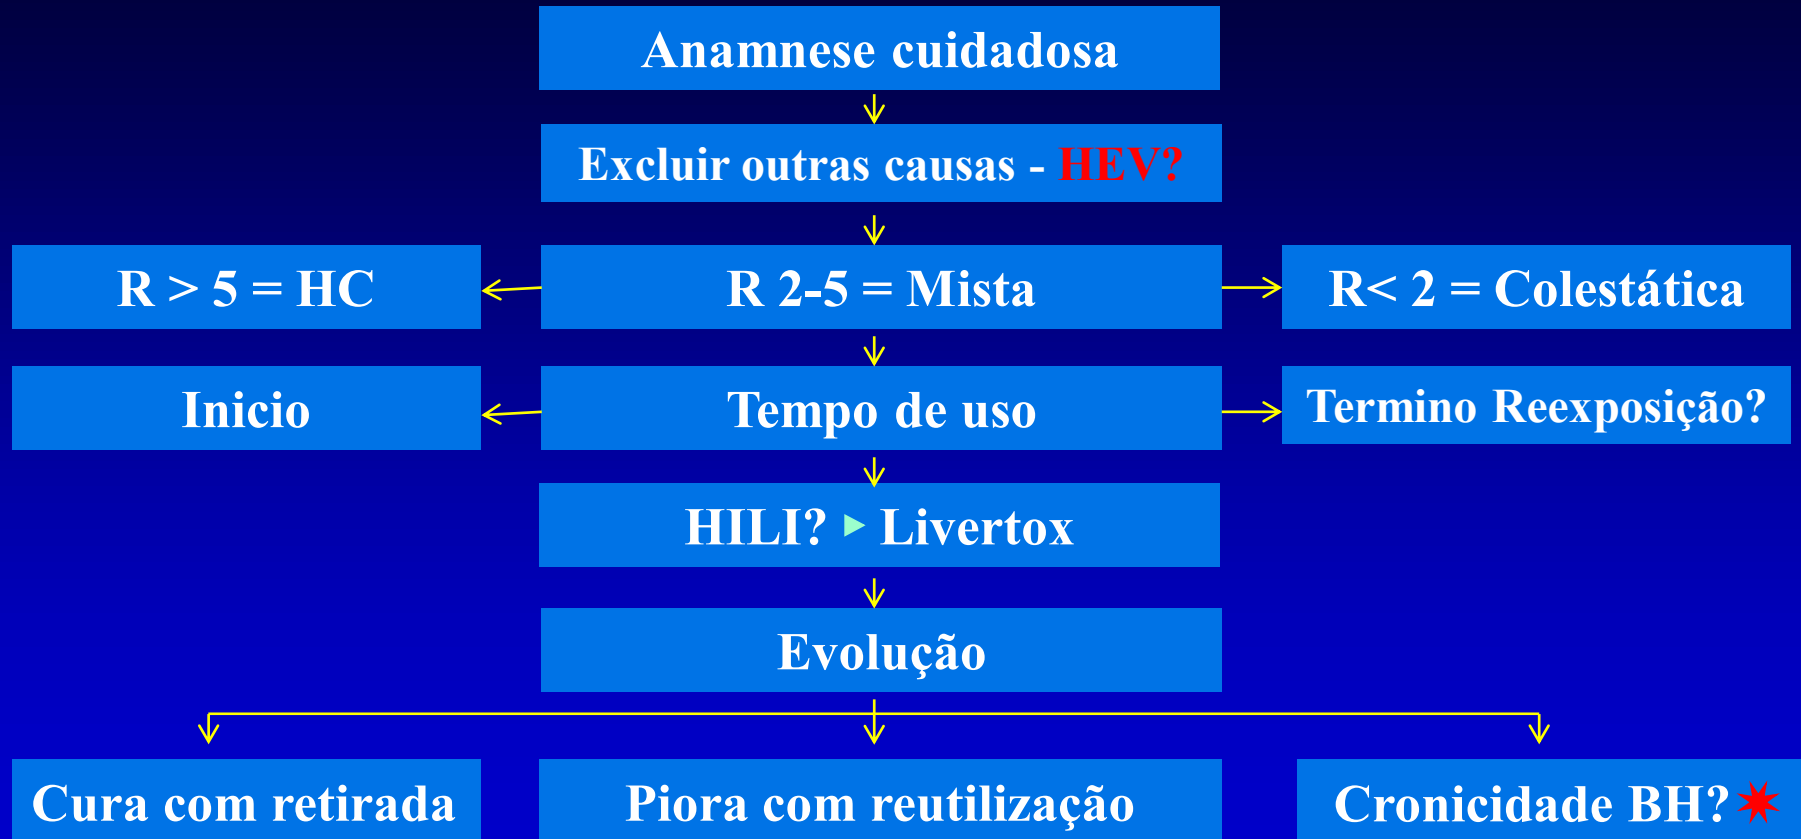 Anamnese cuidadosa
Excluir outras causas - HEV?
R > 5 = HC
R 2-5 = Mista
R< 2 = Colestática
Inicio
Tempo de uso
Termino Reexposição?
HILI? ▸ Livertox
Evolução
Cura com retirada
Piora com reutilização
Cronicidade BH?